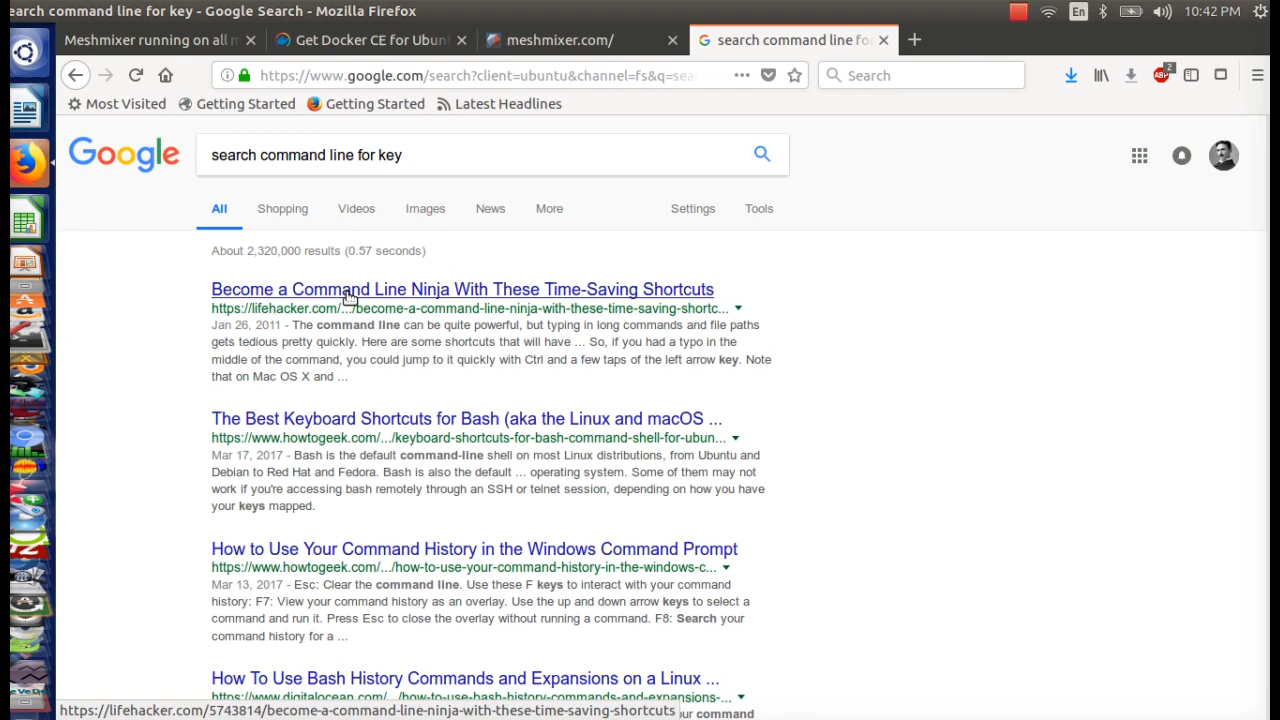 earch command line for key - Google Search - Mozilla Firefox
En
10:42 PM
Meshmixer running on all m
Get Docker CE for Ubun
meshmixer.com/
search command line for
https://www.google.com/search?client=ubuntu&channel=fs&q=sea
Search
2
Most Visited
Getting Started
Getting Started
Latest Headlines
Google
search command line for key
All
Shopping
Videos
Images
News
More
Settings
Tools
About 2,320,000 results (0.57 seconds)
Become a Command Line Ninja With These Time-Saving Shortcuts
https://lifehacker.com/.../become-a-command-line-ninja-with-these-time-saving-shortc...
Jan 26, 2011 - The command line can be quite powerful, but typing in long commands and file paths
gets tedious pretty quickly. Here are some shortcuts that will have ... So, if you had a typo in the
middle of the command, you could jump to it quickly with Ctrl and a few taps of the left arrow key. Note
that on Mac OS X and ...
The Best Keyboard Shortcuts for Bash (aka the Linux and macOS ...
https://www.howtogeek.com/.../keyboard-shortcuts-for-bash-command-shell-for-ubun...
Mar 17, 2017 - Bash is the default command-line shell on most Linux distributions, from Ubuntu and
Debian to Red Hat and Fedora. Bash is also the default ... operating system. Some of them may not
work if you're accessing bash remotely through an SSH or telnet session, depending on how you have
your keys mapped.
How to Use Your Command History in the Windows Command Prompt
https://www.howtogeek.com/.../how-to-use-your-command-history-in-the-windows-c...
Mar 13, 2017 - Esc: Clear the command line. Use these F keys to interact with your command
history: F7: View your command history as an overlay. Use the up and down arrow keys to select a
command and run it. Press Esc to close the overlay without running a command. F8: Search your
command history for a ...
How To Use Bash History Commands and Expansions on a Linux ...
https://www.digitalocean.com/.../how-to-use-bash-history-commands-and-expansions-...
your command
https://lifehacker.com/5743814/become-a-command-line-ninja-with-these-time-saving-shortcuts